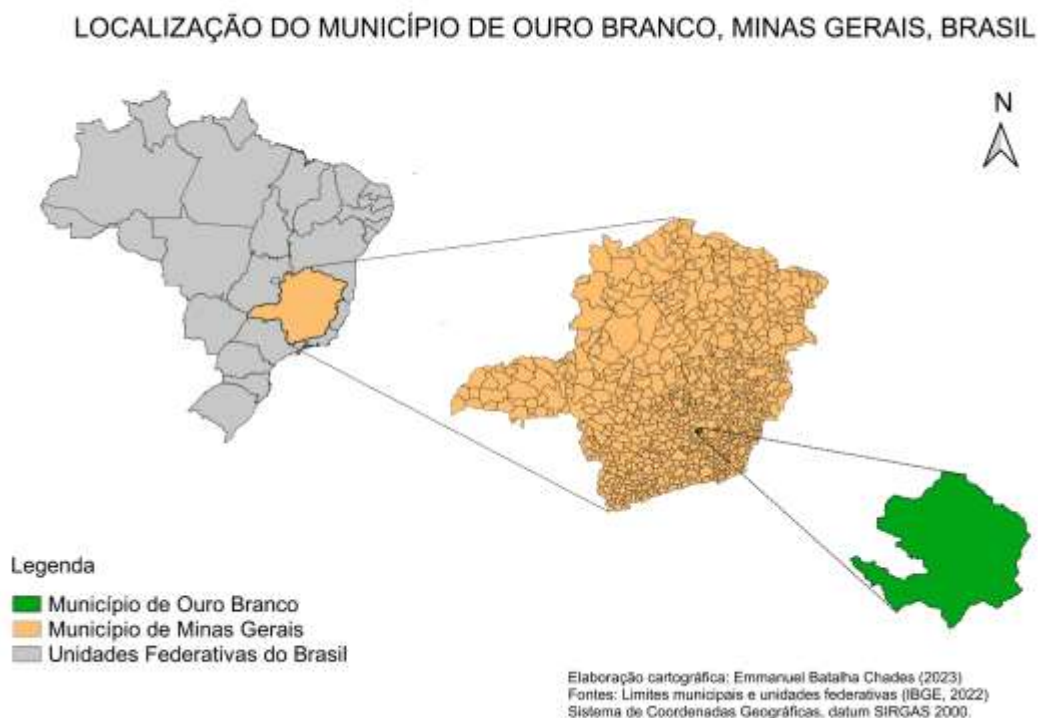 LOCALIZAÇÃO DO MUNICÍPIO DE OURO BRANCO, MINAS GERAIS, BRASIL
N
Legenda
Município de Ouro Branco
Município de Minas Gerais
Unidades Federativas do Brasil
Elaboração cartográfica: Emmanuel Batalha Chades (2023)
Fontes: Limites municipais e unidades federativas (IBGE, 2022)
Sistema de Coordenadas Geográficas, datum SIRGAS 2000.